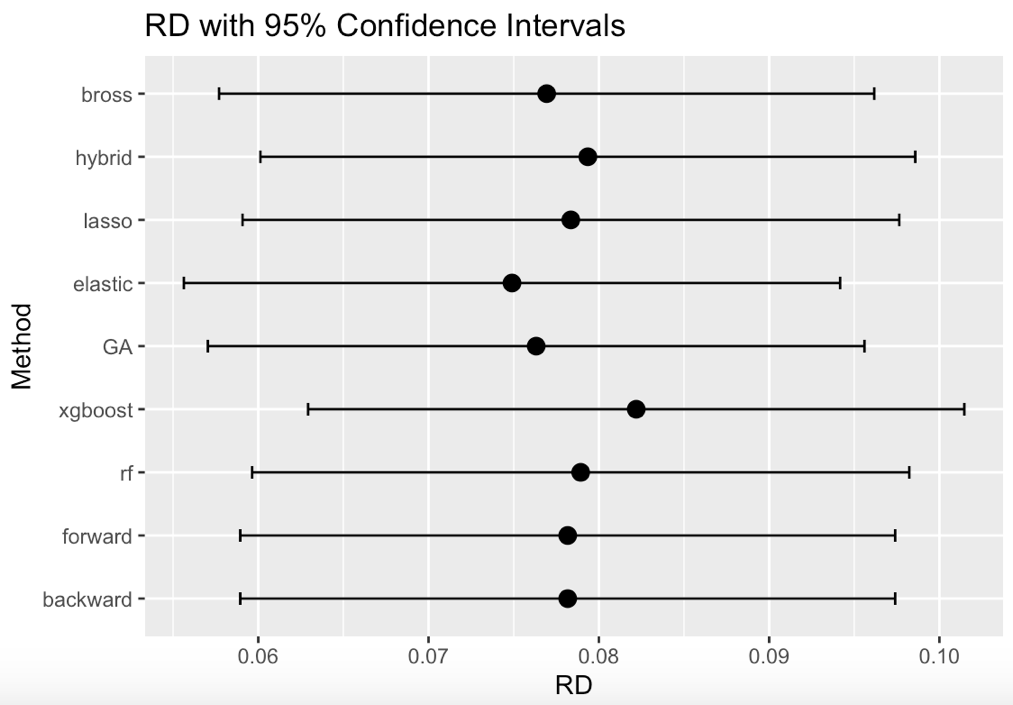 RD with 95% Confidence Intervals
bross
hybrid
lasso
elastic
GA
xgboost
rf
forward
backward
Method
0.06 0.07 0.08 0.09 0.10
RD